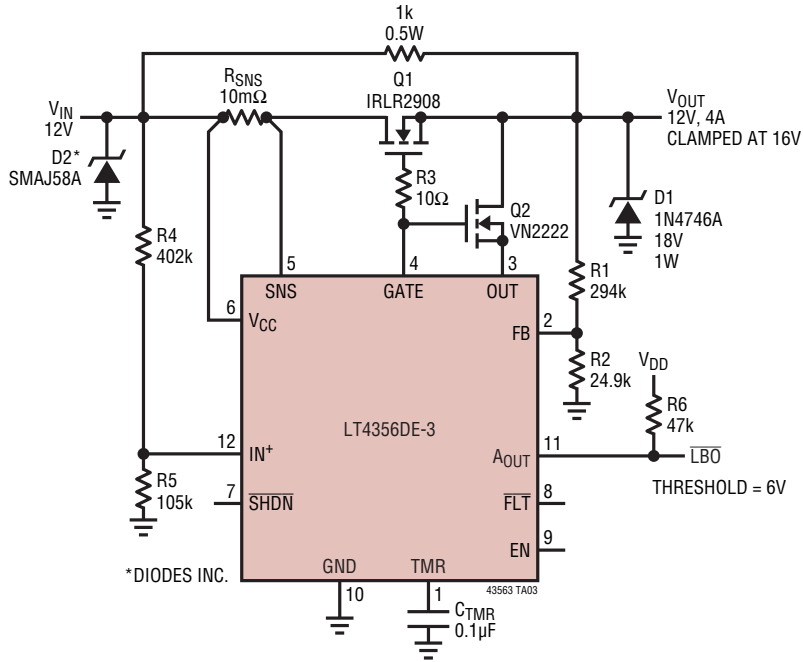 1k
0.5W
RSNS
10mΩ
Q1
IRLR2908
VIN
12V
VOUT
12V, 4A
CLAMPED AT 16V
D2*
SMAJ58A
R3
10Ω
Q2
VN2222
D1
1N4746A
18V
1W
R4
402k
5
4
3
R1
294k
SNS
GATE
OUT
6
VCC
FB
2
R2
24.9k
VDD
R6
47k
LT4356DE-3
12
IN+
AOUT
11
LBO
THRESHOLD = 6V
R5
105k
7
SHDN
FLT
8
EN
9
*DIODES INC.
GND
TMR
43563 TA03
10
1
CTMR
0.1µF